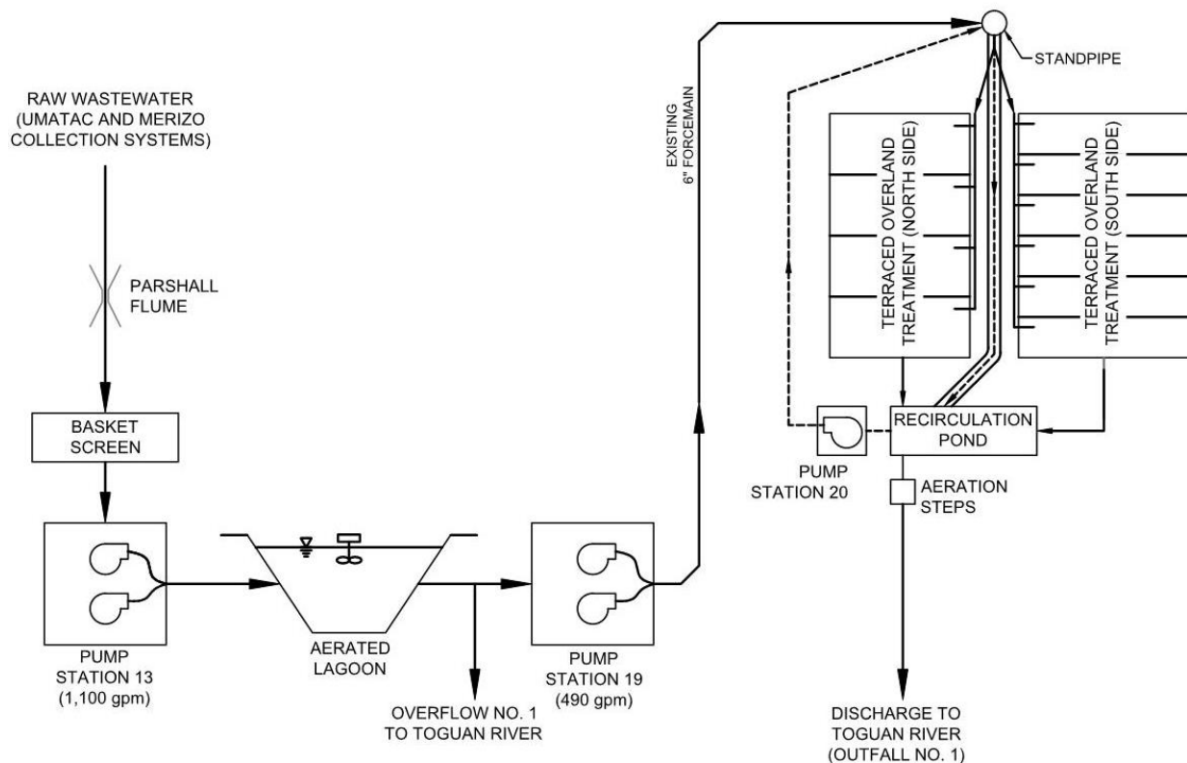 RAW WASTEWATER
(UMATAC AND MERIZO
COLLECTION SYSTEMS)
PARSHALL
FLUME
BASKET
SCREEN
PUMP
STATION 13
(1,100 gpm)
AERATED
LAGOON
OVERFLOW NO. 1
TO TOGUAN RIVER
PUMP
STATION 19
(490 gpm)
EXISTING
6" FORCEMAIN
STANDPIPE
TERRACED OVERLAND
TREATMENT (NORTH SIDE)
TERRACED OVERLAND
TREATMENT (SOUTH SIDE)
RECIRCULATION
POND
PUMP
STATION 20
AERATION
STEPS
DISCHARGE TO
TOGUAN RIVER
(OUTFALL NO. 1)